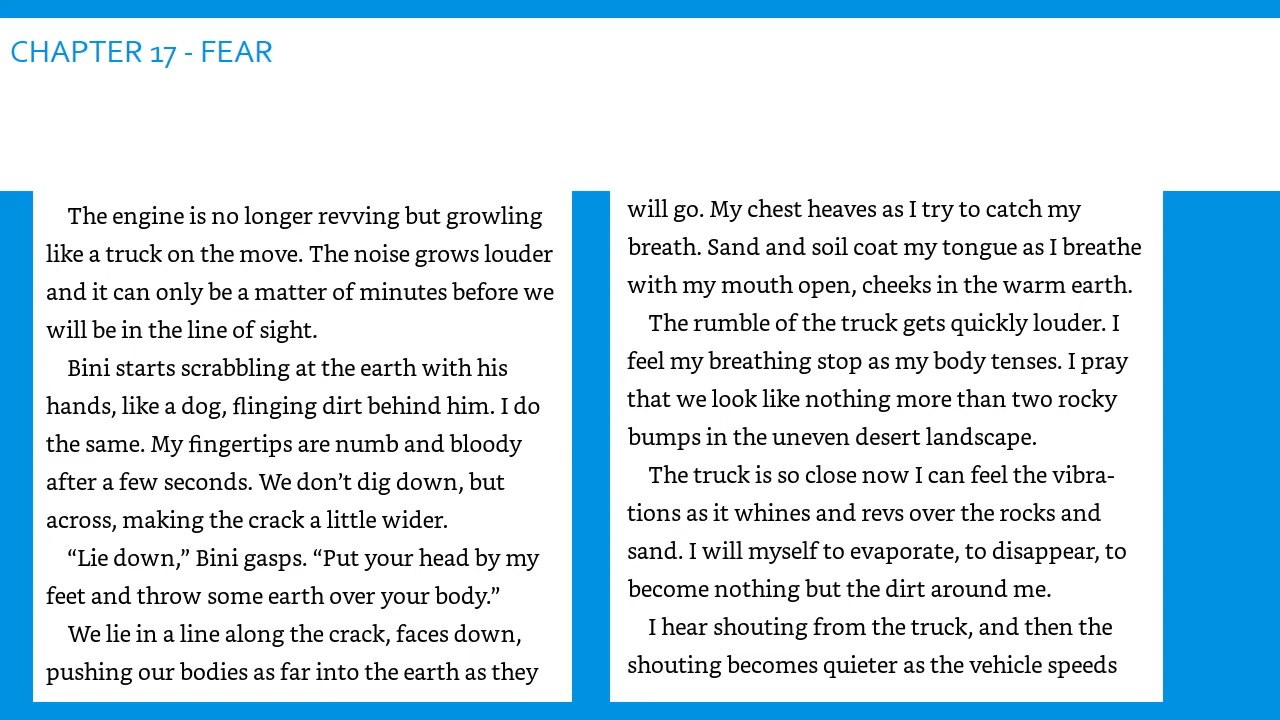 CHAPTER 17 - FEAR
The engine is no longer revving but growling
like a truck on the move. The noise grows louder
and it can only be a matter of minutes before we
will be in the line of sight.
Bini starts scrabbling at the earth with his
hands, like a dog, flinging dirt behind him. I do
the same. My fingertips are numb and bloody
after a few seconds. We don’t dig down, but
across, making the crack a little wider.
“Lie down,” Bini gasps. “Put your head by my
feet and throw some earth over your body.”
We lie in a line along the crack, faces down,
pushing our bodies as far into the earth as they
will go. My chest heaves as I try to catch my
breath. Sand and soil coat my tongue as I breathe
with my mouth open, cheeks in the warm earth.
The rumble of the truck gets quickly louder. I
feel my breathing stop as my body tenses. I pray
that we look like nothing more than two rocky
bumps in the uneven desert landscape.
The truck is so close now I can feel the vibra-
tions as it whines and revs over the rocks and
sand. I will myself to evaporate, to disappear, to
become nothing but the dirt around me.
I hear shouting from the truck, and then the
shouting becomes quieter as the vehicle speeds